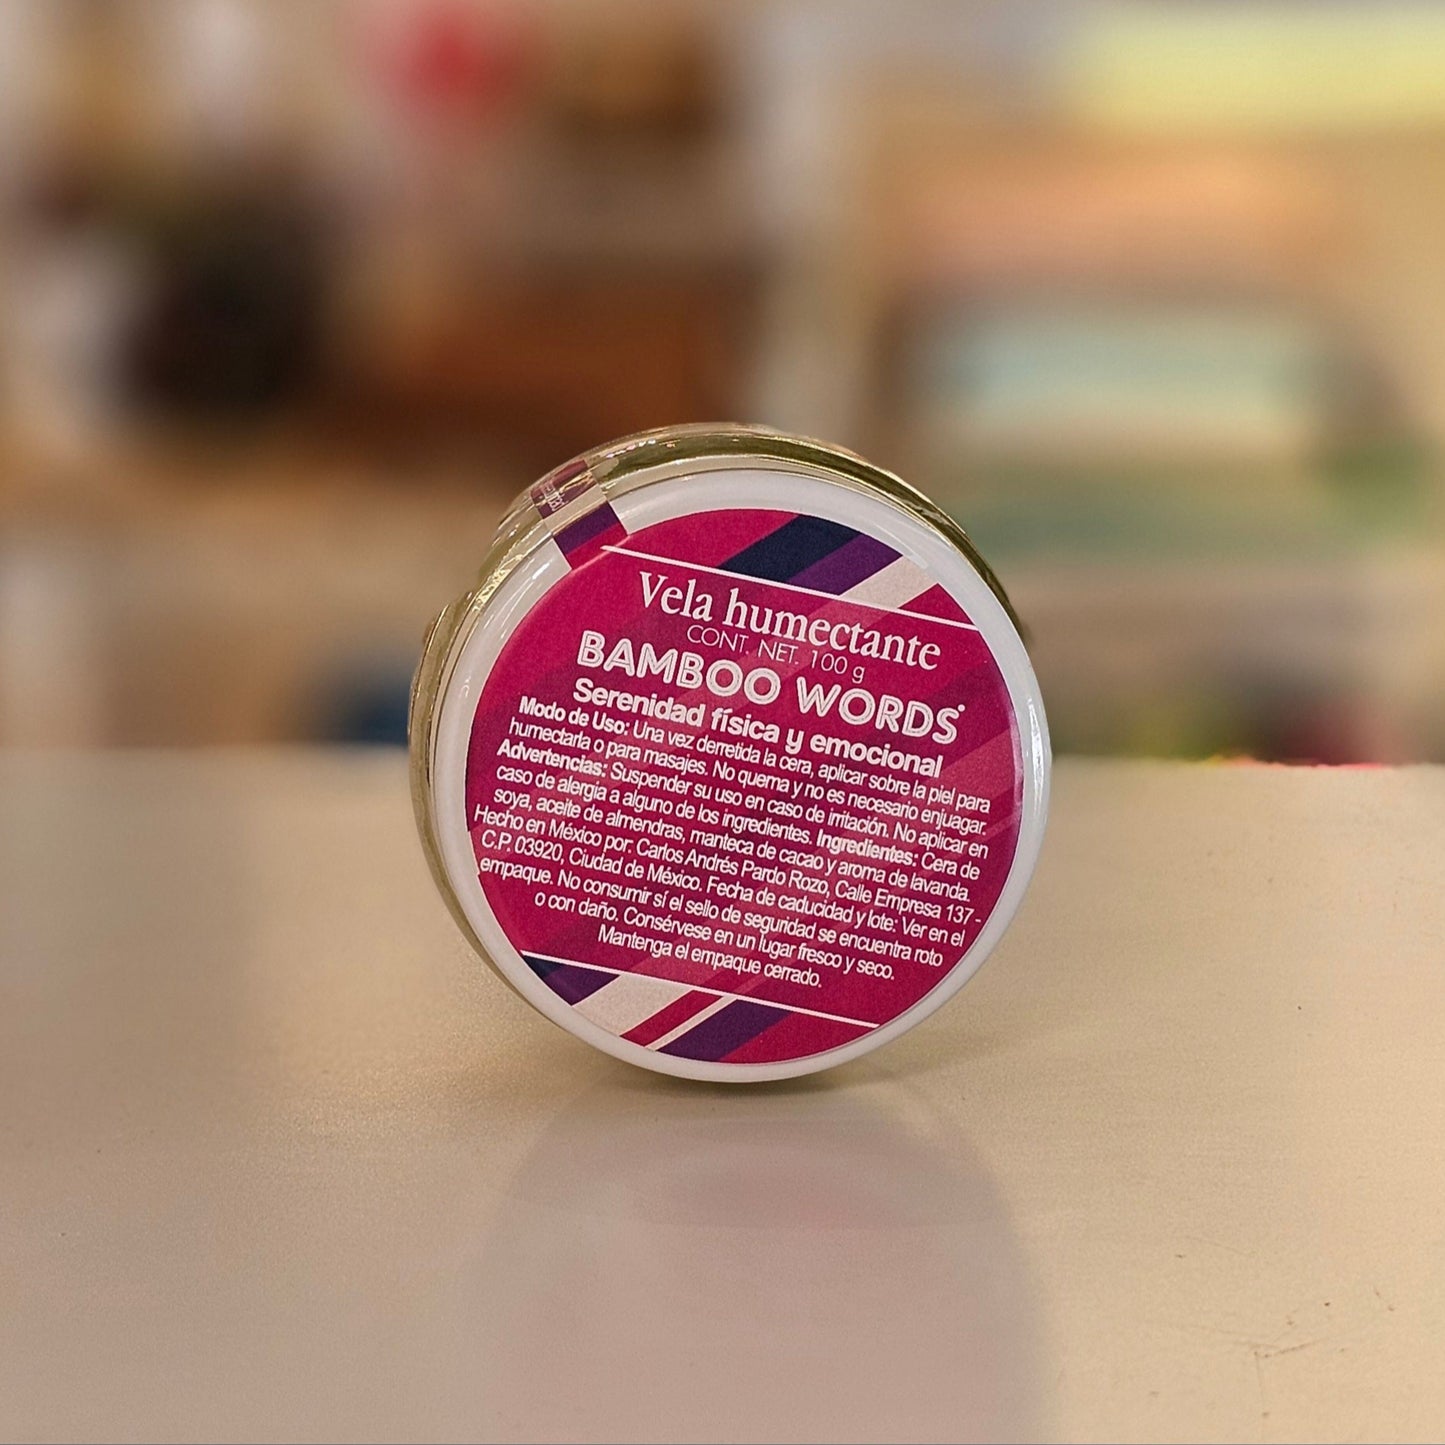 Vela humectante
CONT. NET. 100 g
BAMBOO WORDS
Serenidad física y emocional
Modo de Uso: Una vez derretida la cera, aplicar sobre la piel para
humectarla o para masajes. No quema y no es necesario enjuagar.
Advertencias: Suspender su uso en caso de irritación. No aplicar en
caso de alergia a alguno de los ingredientes. Ingredientes: Cera de
soya, aceite de almendras, manteca de cacao y aroma de lavanda.
Hecho en México por: Carlos Andrés Pardo Rozo, Calle Empresa 137 -
C.P. 03920, Ciudad de México. Fecha de caducidad y lote: Ver en el
empaque. No consumir sí el sello de seguridad se encuentra roto
o con daño. Consérvese en un lugar fresco y seco.
Mantenga el empaque cerrado.